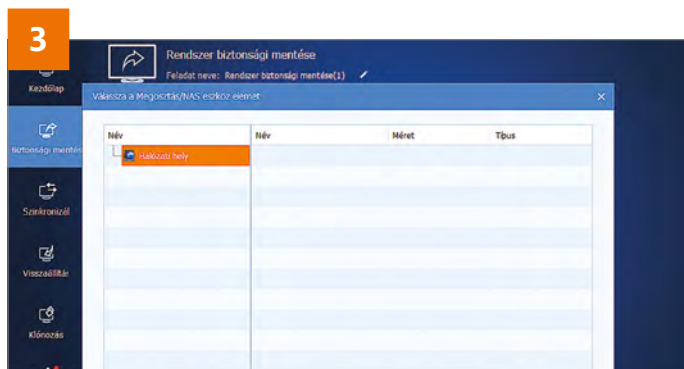 3
Rendszer biztonsági mentése
Feladat neve: Rendszer biztonsági mentése(1)
Kezdőlap
Válassza a Megosztás/NAS eszköz elemet
Név Név Méret Típus
Hálózati hely
Biztonsági mentés
Szinkronizál
Visszaállítás
Klónozás